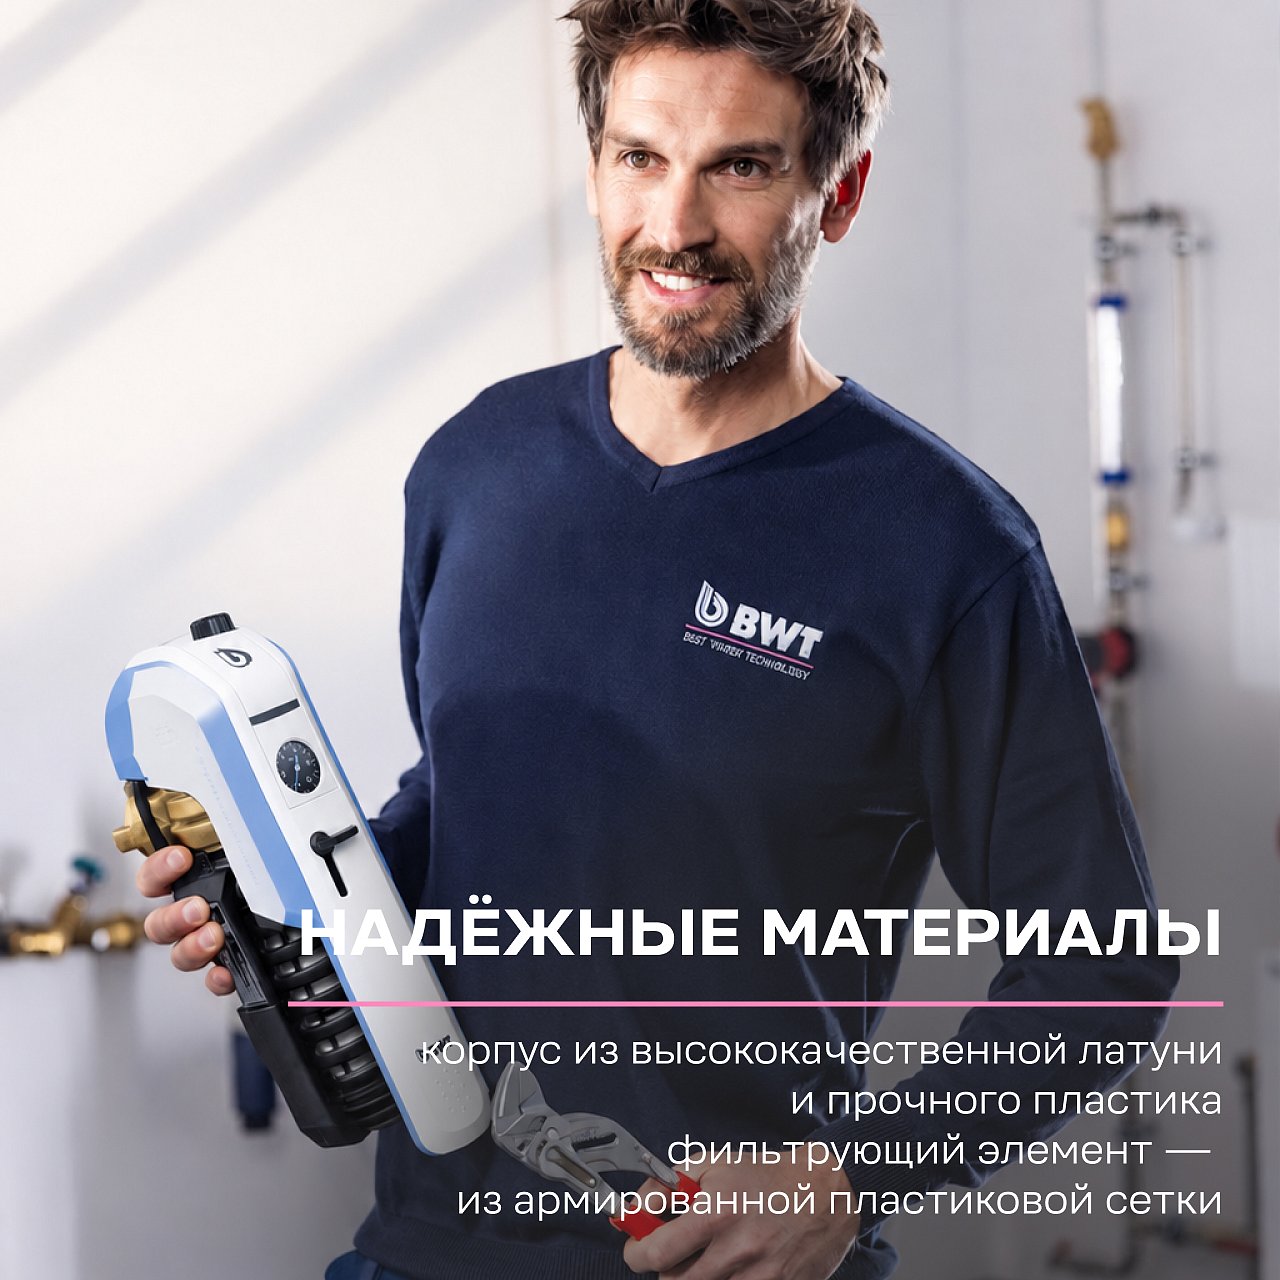 BWT
BEST WATER TECHNOLOGY
НАДЁЖНЫЕ МАТЕРИАЛЫ
корпус из высококачественной латуни
и прочного пластика
фильтрующий элемент —
из армированной пластиковой сетки